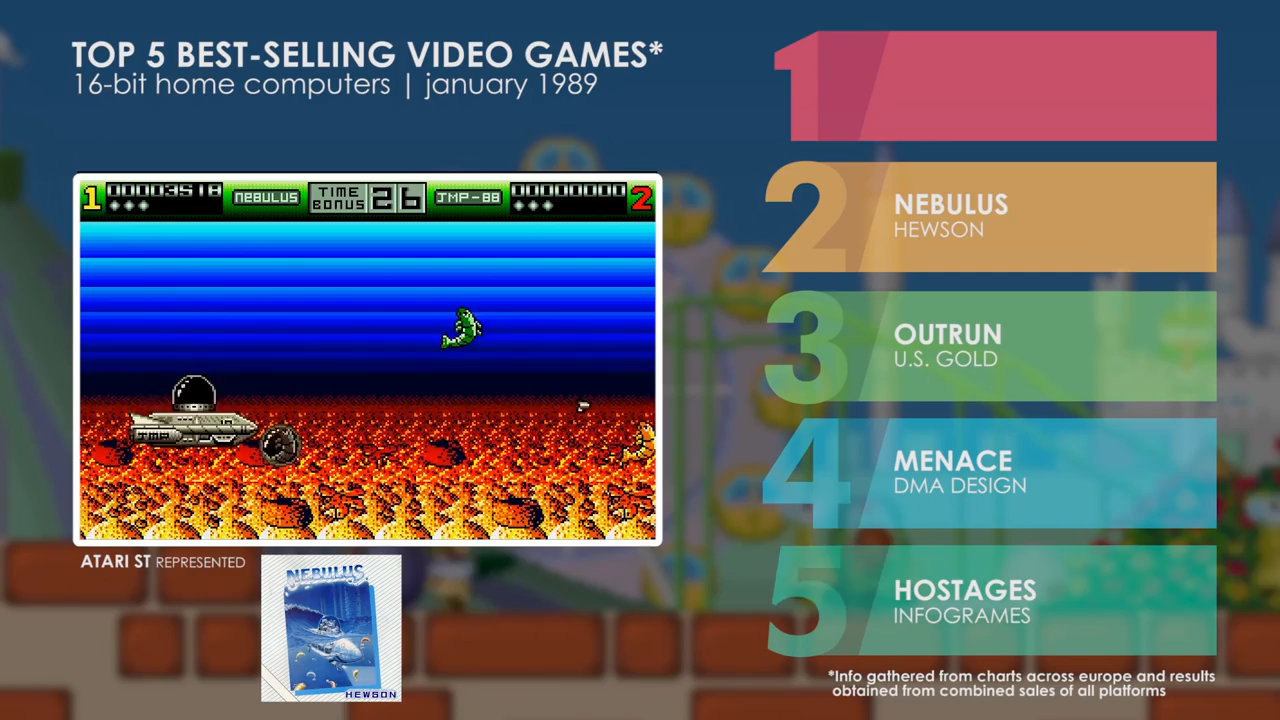 TOP 5 BEST-SELLING VIDEO GAMES*
16-bit home computers | january 1989
1
1 00003518 NEBULUS TIME BONUS 26 JMP-88 00000000 2
JMP
2
NEBULUS
HEWSON
3
OUTRUN
U.S. GOLD
4
MENACE
DMA DESIGN
5
HOSTAGES
INFOGRAMES
ATARI ST REPRESENTED
NEBULUS
HEWSON
*Info gathered from charts across europe and results
obtained from combined sales of all platforms